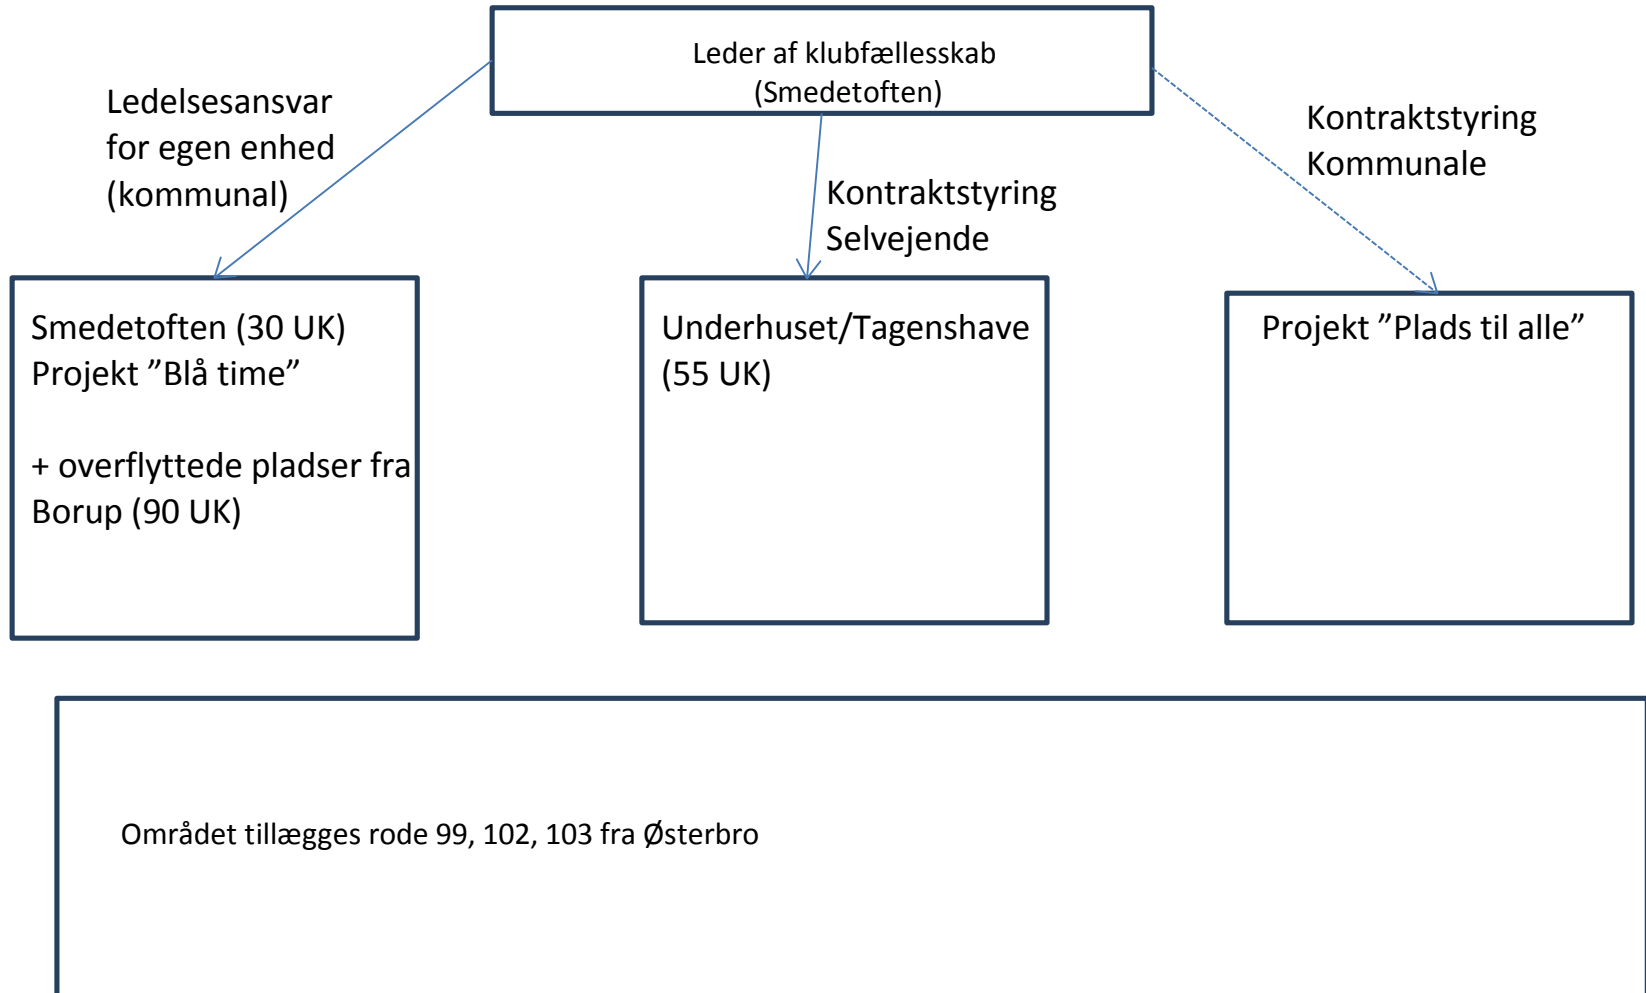 Leder af klubfællesskab
(Smedetoften)
Ledelsesansvar
for egen enhed
(kommunal)
Kontraktstyring
Selvejende
Kontraktstyring
Kommunale
Smedetoften (30 UK)
Projekt ”Blå time”
+ overflyttede pladser fra
Borup (90 UK)
Underhuset/Tagenshave
(55 UK)
Projekt ”Plads til alle”
Området tillægges rode 99, 102, 103 fra Østerbro